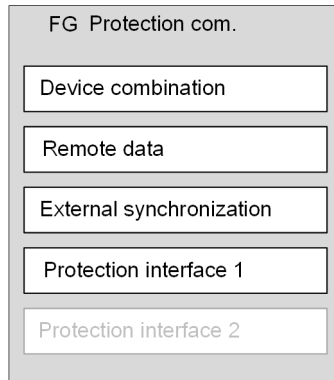 FG Protection com.
Device combination
Remote data
External synchronization
Protection interface 1
Protection interface 2